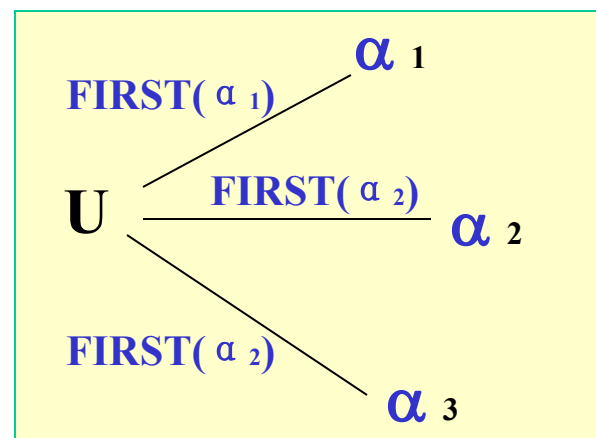 α 1
FIRST( α 1)
FIRST( α 2)
U
α 2
FIRST( α 2)
α 3